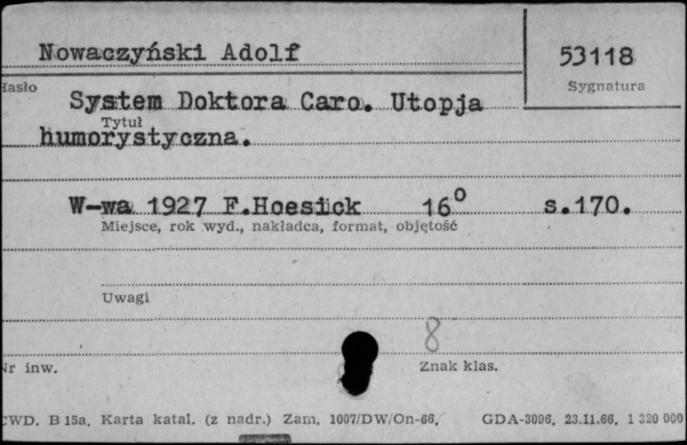 Nowaczyński Adolf
53118
Hasło
Sygnatura
System Doktora Caro. Utopja
Tytuł
humorystyczna.
W-wa 1927 F.Hoesick 16° s.170.
Miejsce, rok wyd., nakładca, format, objętość
Uwagi
8
Nr inw.
Znak klas.
CWD. B 15a. Karta katal. (z nadr.) Zam. 1007/DW/On-66. GDA-3096. 23.11.66. 1 320 000